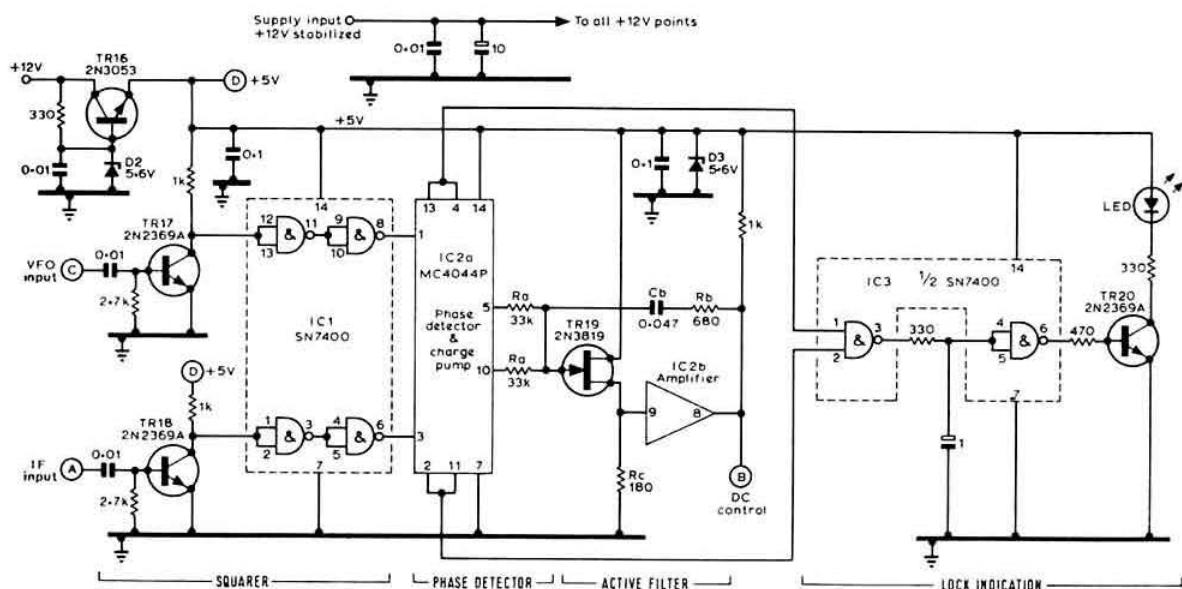 Supply input
+12V stabilized
To all +12V points
0·01
10
TR16
2N3053
+12V
D
+5V
330
0·01
D2
5·6V
+5V
0·1
1k
14
TR17
2N2369A
VFO
input
C
0·01
2·7k
12
13
&
11
9
10
&
8
IC1
SN7400
D
+5V
1k
TR18
2N2369A
IF
input
A
0·01
2·7k
1
2
&
3
4
5
&
6
7
13
4
14
1
IC2a
MC4044P
Phase
detector
&
charge
pump
5
10
3
2
11
7
Ra
33k
Ra
33k
TR19
2N3819
Cb
0·047
Rb
680
0·1
D3
5·6V
1k
IC2b
Amplifier
9
8
Rc
180
B
DC
control
14
IC3
½ SN7400
1
2
&
3
330
4
5
&
6
470
7
1
LED
330
TR20
2N2369A
SQUARER
PHASE DETECTOR
ACTIVE FILTER
LOCK INDICATION